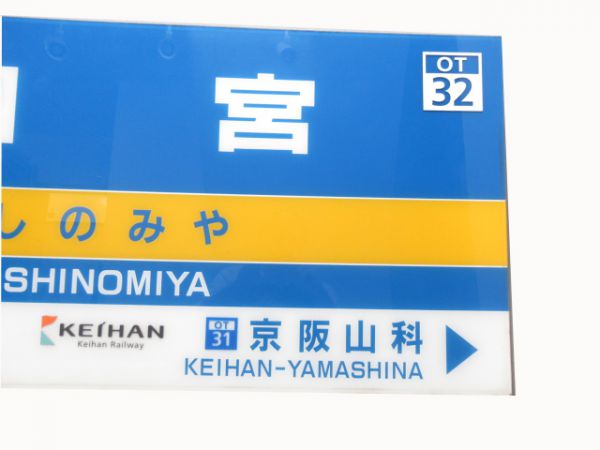 OT
32
宮
しのみや
SHINOMIYA
KEIHAN
Keihan Railway
OT
31
京阪山科
KEIHAN-YAMASHINA